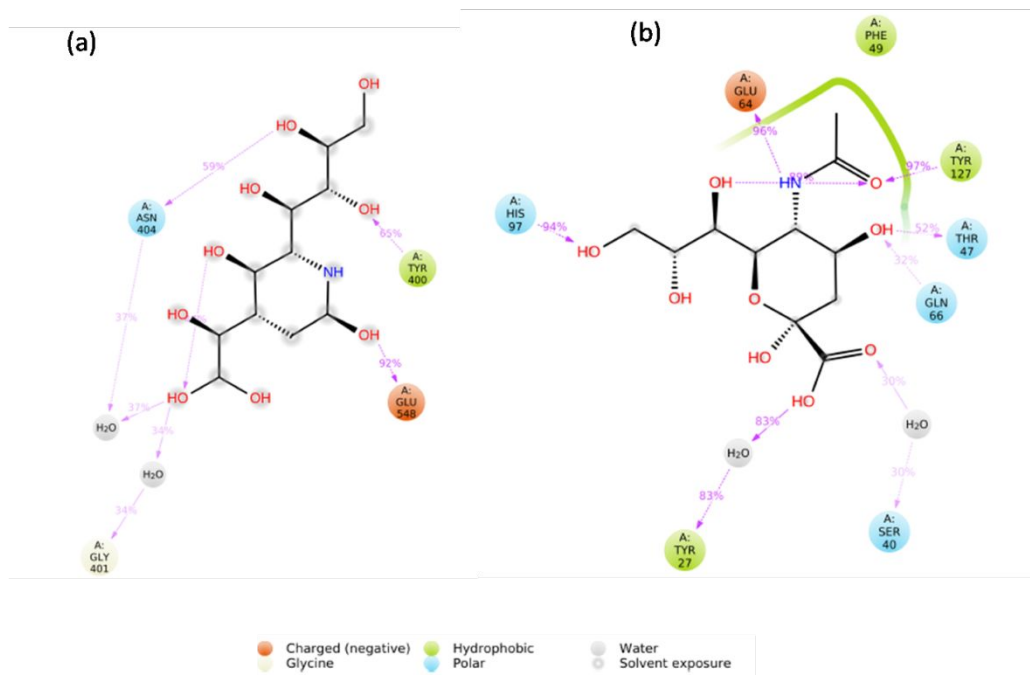 (a)
OH
HO
59%
A:
ASN
404
HO
OH
65%
A:
TYR
400
HO
NH
37%
HO
OH
92%
A:
GLU
548
HO
OH
37%
H₂O
34%
H₂O
34%
A:
GLY
401
(b)
A:
PHE
49
A:
GLU
64
96%
97%
A:
TYR
127
OH
HN
O
A:
HIS
97
94%
HO
OH
52%
A:
THR
47
32%
A:
GLN
66
OH
O
HO
O
HO
30%
H₂O
83%
H₂O
30%
83%
A:
SER
40
A:
TYR
27
Charged (negative)
Hydrophobic
Water
Glycine
Polar
Solvent exposure